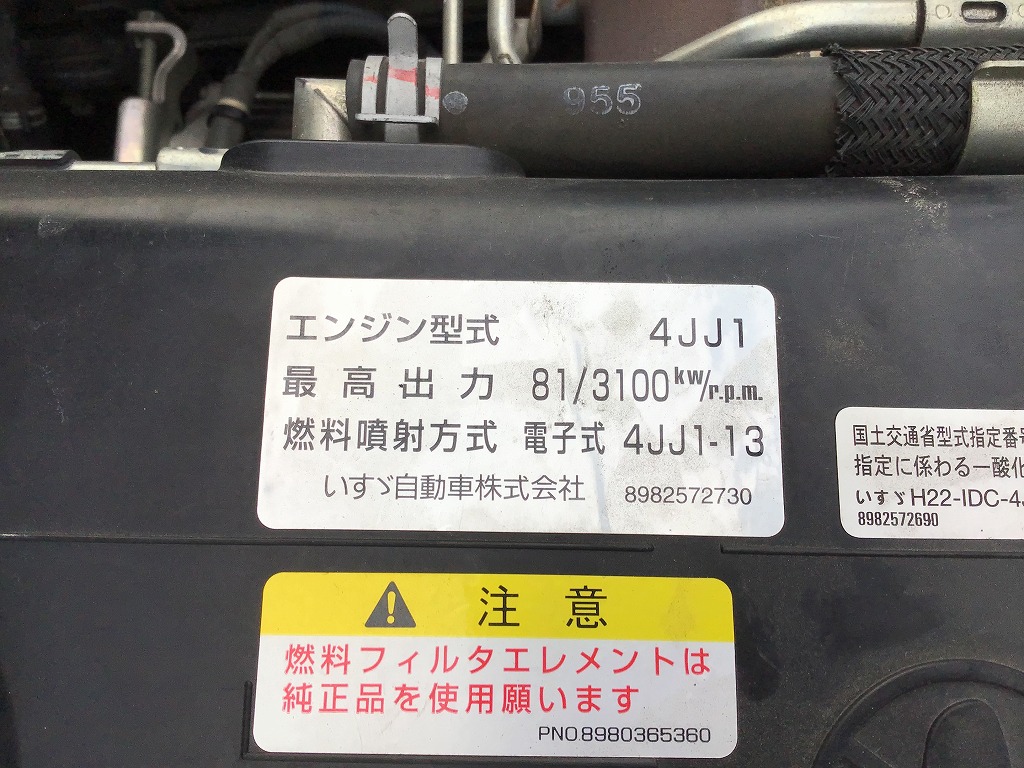 955
エンジン型式 4JJ1
最高出力 81/3100kw/r.p.m.
燃料噴射方式 電子式 4JJ1-13
いすゞ自動車株式会社 8982572730
国土交通省型式指定番号
指定に係わる一酸化
いすゞH22-IDC-4
8982572690
注意
燃料フィルタエレメントは
純正品を使用願います
PNO.8980365360